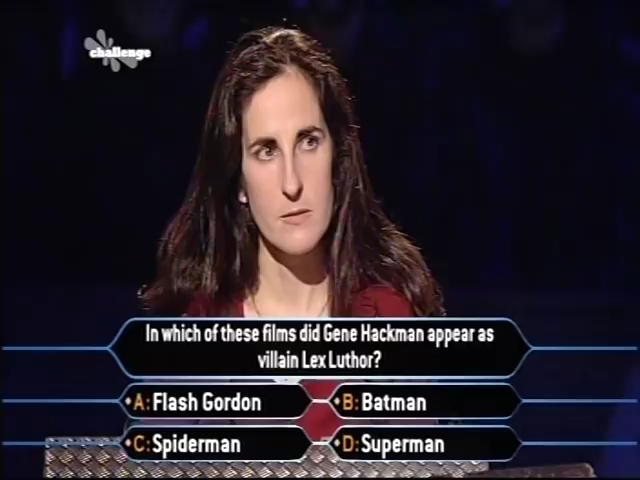 challenge
In which of these films did Gene Hackman appear as
villain Lex Luthor?
A: Flash Gordon
B: Batman
C: Spiderman
D: Superman